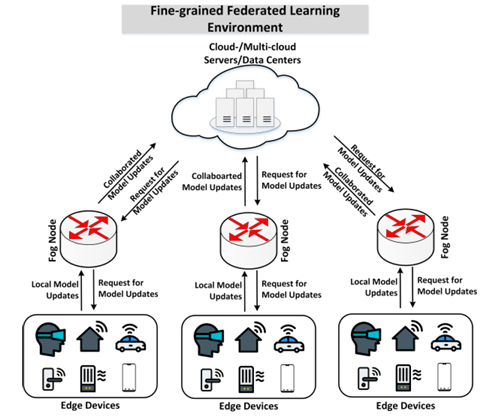 Fine-grained Federated Learning
Environment
Cloud-/Multi-cloud
Servers/Data Centers
Collaborated
Model Updates
Request for
Model Updates
Collaboarted
Model Updates
Request for
Model Updates
Request for
Model Updates
Collaborated
Model Updates
Fog Node
Fog Node
Fog Node
Local Model
Updates
Request for
Model Updates
Local Model
Updates
Request for
Model Updates
Local Model
Updates
Request for
Model Updates
Edge Devices
Edge Devices
Edge Devices